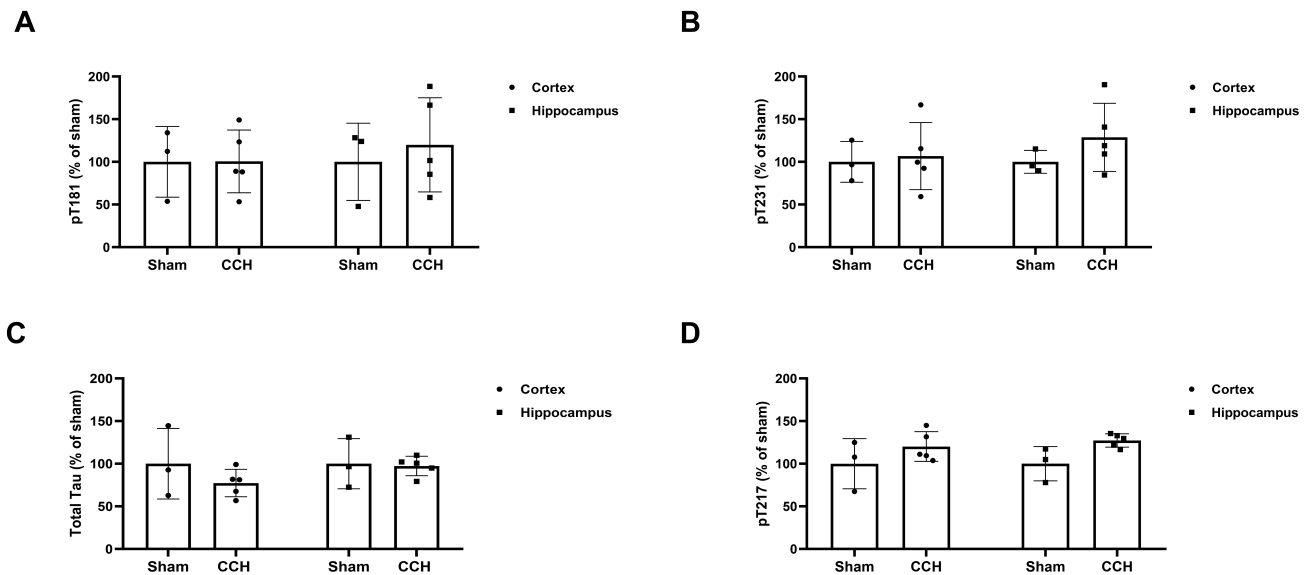 A
pT181 (% of sham)
200
150
100
50
0
Sham CCH Sham CCH
Cortex
Hippocampus
B
pT231 (% of sham)
200
150
100
50
0
Sham CCH Sham CCH
Cortex
Hippocampus
C
Total Tau (% of sham)
200
150
100
50
0
Sham CCH Sham CCH
Cortex
Hippocampus
D
pT217 (% of sham)
200
150
100
50
0
Sham CCH Sham CCH
Cortex
Hippocampus